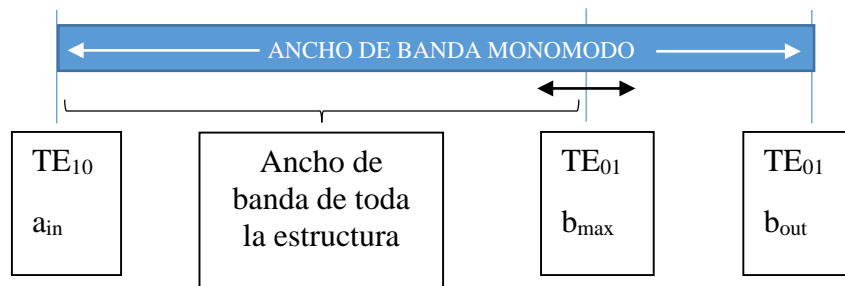 ANCHO DE BANDA MONOMODO
TE₁₀
aᵢₙ
Ancho de
banda de toda
la estructura
TE₀₁
bₘₐₓ
TE₀₁
bₒᵤₜ